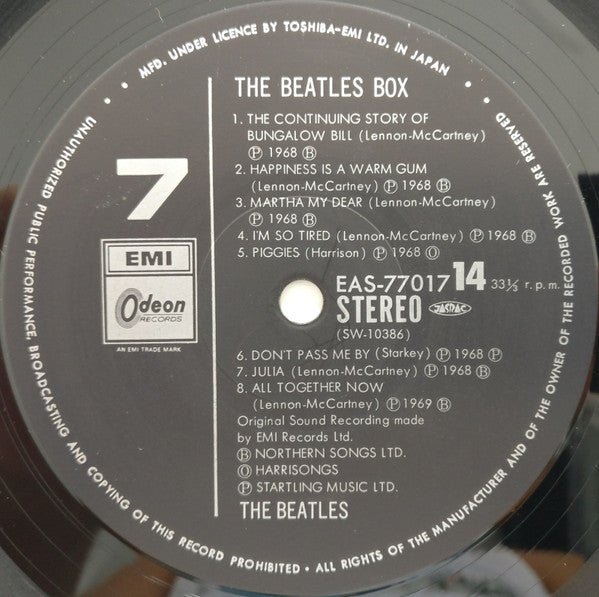 • MFD. UNDER LICENCE BY TOSHIBA-EMI LTD. IN JAPAN •
• UNAUTHORIZED PUBLIC PERFORMANCE, BROADCASTING AND COPYING OF THIS RECORD PROHIBITED • ALL RIGHTS OF THE MANUFACTURER AND OF THE OWNER OF THE RECORDED WORK ARE RESERVED •
7
EMI
Odeon
RECORDS
AN EMI TRADE MARK
THE BEATLES BOX
1. THE CONTINUING STORY OF
BUNGALOW BILL (Lennon-McCartney)
Ⓟ 1968 Ⓑ
2. HAPPINESS IS A WARM GUM
(Lennon-McCartney) Ⓟ 1968 Ⓑ
3. MARTHA MY DEAR (Lennon-McCartney)
Ⓟ 1968 Ⓑ
4. I'M SO TIRED (Lennon-McCartney) Ⓟ 1968 Ⓑ
5. PIGGIES (Harrison) Ⓟ 1968 Ⓞ
EAS-77017 14 33⅓ r.p.m.
STEREO JASRAC
(SW-10386)
6. DON'T PASS ME BY (Starkey) Ⓟ 1968 Ⓟ
7. JULIA (Lennon-McCartney) Ⓟ 1968 Ⓑ
8. ALL TOGETHER NOW
(Lennon-McCartney) Ⓟ 1969 Ⓑ
Original Sound Recording made
by EMI Records Ltd.
Ⓑ NORTHERN SONGS LTD.
Ⓞ HARRISONGS
Ⓟ STARTLING MUSIC LTD.
THE BEATLES